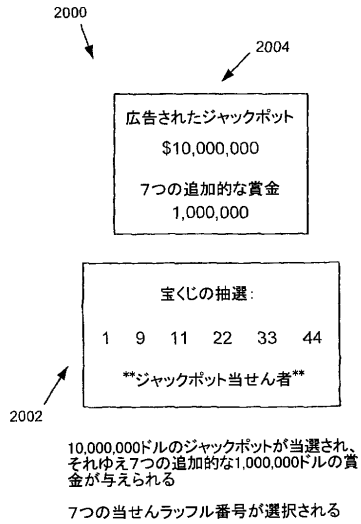 2000
2004
広告されたジャックポット
$10,000,000
7つの追加的な賞金
1,000,000
宝くじの抽選:
1 9 11 22 33 44
**ジャックポット当せん者**
2002
10,000,000ドルのジャックポットが当選され、
それゆえ7つの追加的な1,000,000ドルの賞
金が与えられる
7つの当せんラッフル番号が選択される